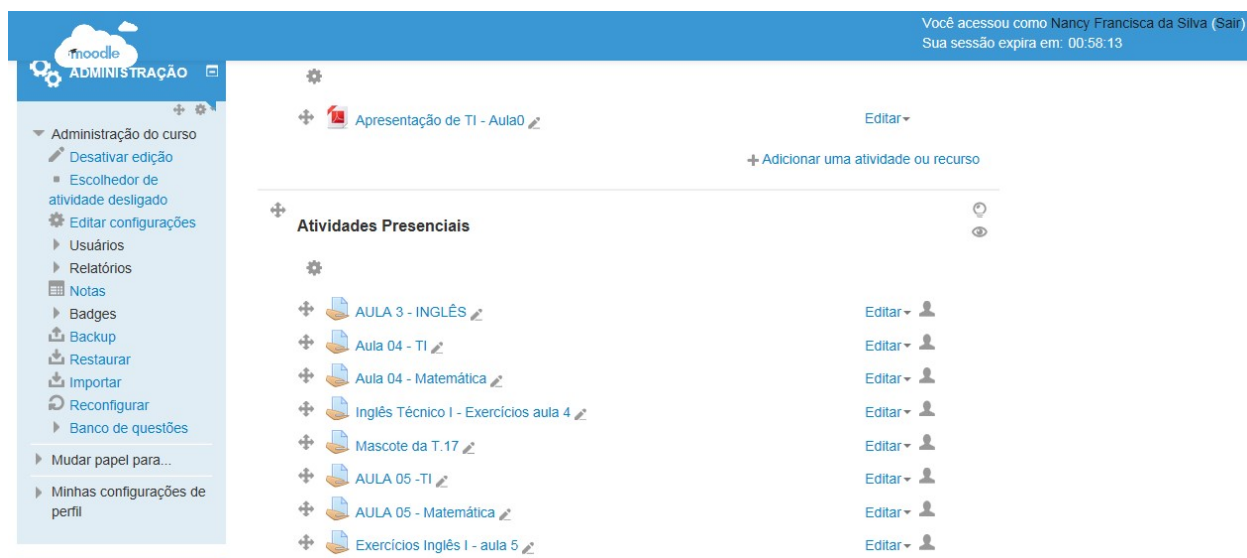 Você acessou como Nancy Francisca da Silva (Sair)
Sua sessão expira em: 00:58:13
moodle
ADMINISTRAÇÃO
Administração do curso
Desativar edição
Escolhedor de
atividade desligado
Editar configurações
Usuários
Relatórios
Notas
Badges
Backup
Restaurar
Importar
Reconfigurar
Banco de questões
Mudar papel para...
Minhas configurações de
perfil
Apresentação de TI - Aula0 Editar
Adicionar uma atividade ou recurso
Atividades Presenciais
AULA 3 - INGLÊS Editar
Aula 04 - TI Editar
Aula 04 - Matemática Editar
Inglês Técnico I - Exercícios aula 4 Editar
Mascote da T.17 Editar
AULA 05 -TI Editar
AULA 05 - Matemática Editar
Exercícios Inglês I - aula 5 Editar